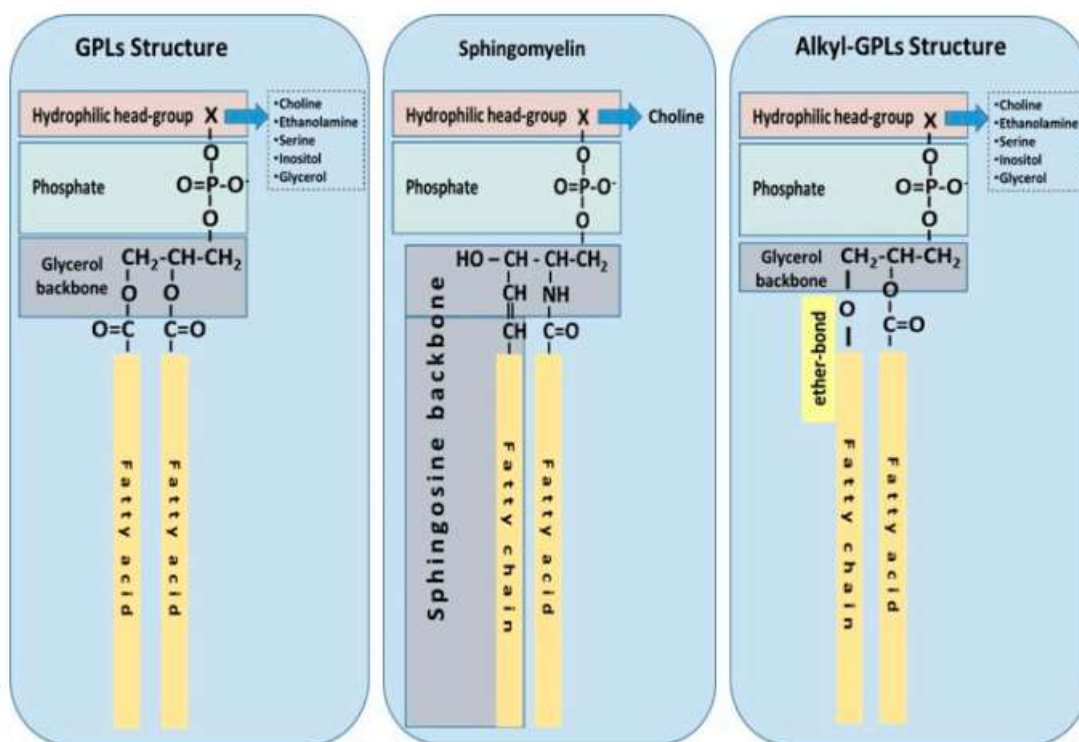 GPLs Structure
Hydrophilic head-group X
•Choline
•Ethanolamine
•Serine
•Inositol
•Glycerol
O
Phosphate
O=P-O-
O
Glycerol backbone
CH2-CH-CH2
O O
O=C C=O
Fatty acid
Fatty acid
Sphingomyelin
Hydrophilic head-group X
Choline
O
Phosphate
O=P-O-
O
HO – CH - CH-CH2
CH NH
CH C=O
Sphingosine backbone
Fatty chain
Fatty acid
Alkyl-GPLs Structure
Hydrophilic head-group X
•Choline
•Ethanolamine
•Serine
•Inositol
•Glycerol
O
Phosphate
O=P-O-
O
Glycerol backbone
CH2-CH-CH2
O O
C=O
ether-bond
Fatty chain
Fatty acid